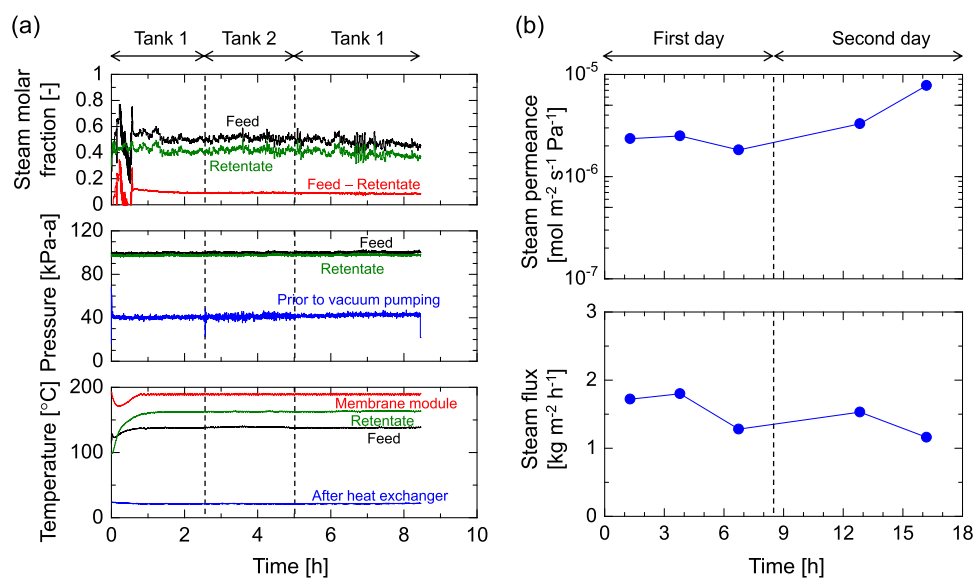 (a)
Tank 1 Tank 2 Tank 1
Steam molar
fraction [-]
1
0.8
0.6
0.4
0.2
0
Feed
Retentate
Feed – Retentate
Pressure [kPa-a]
120
80
40
0
Feed
Retentate
Prior to vacuum pumping
Temperature [°C]
200
100
0
Membrane module
Retentate
Feed
After heat exchanger
0 2 4 6 8 10
Time [h]
(b)
First day Second day
Steam permeance
[mol m-2 s-1 Pa-1]
10-5
10-6
10-7
Steam flux
[kg m-2 h-1]
3
2
1
0
0 3 6 9 12 15 18
Time [h]